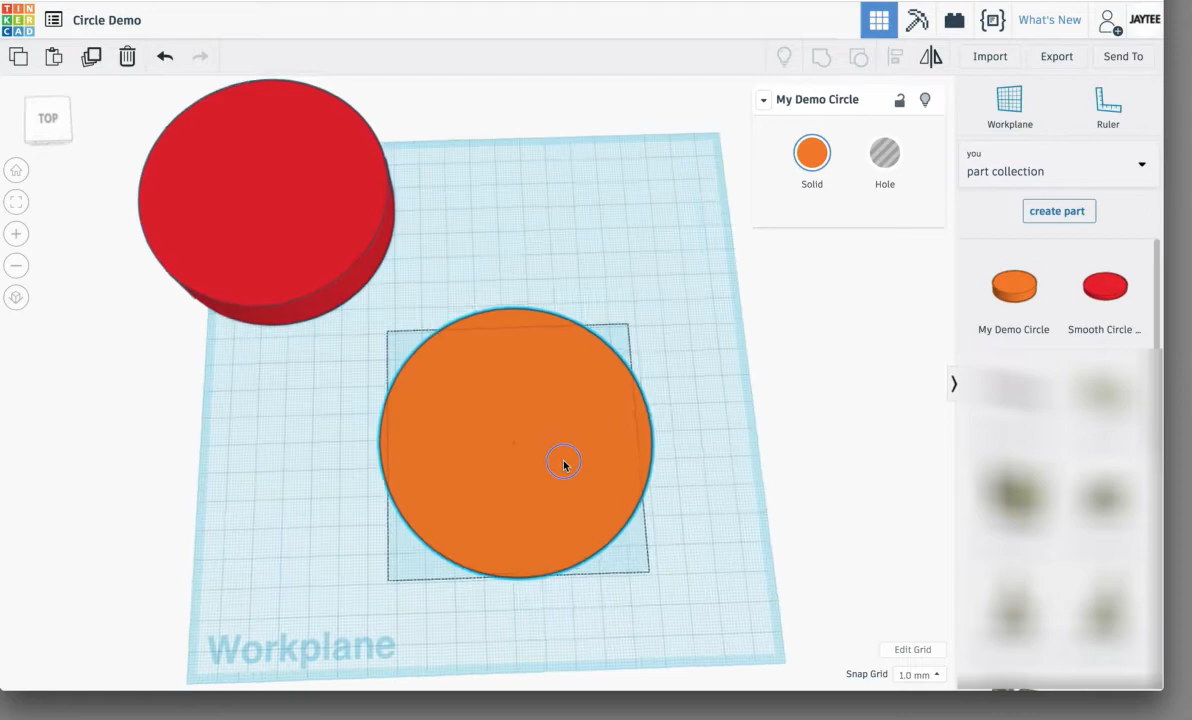 TIN
KER
CAD
Circle Demo
What's New
JAYTEE
Import
Export
Send To
TOP
My Demo Circle
Solid
Hole
Workplane
Ruler
you
part collection
create part
My Demo Circle
Smooth Circle ...
Workplane
Edit Grid
Snap Grid
1.0 mm